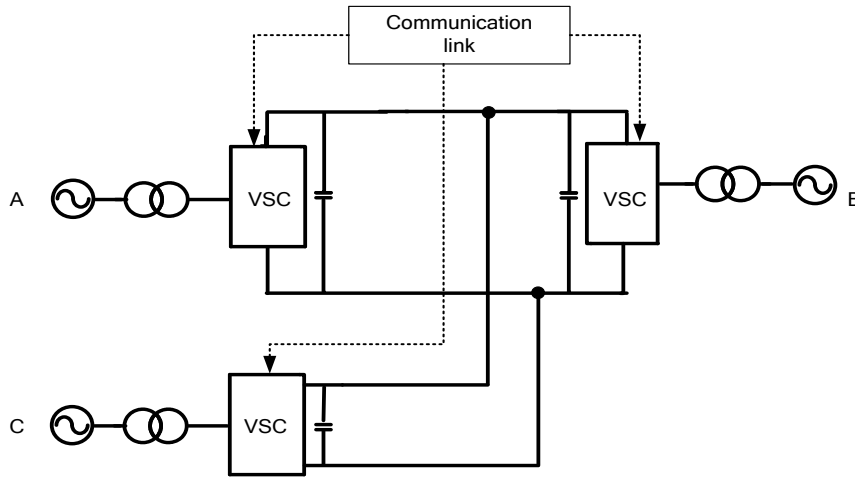 Communication
link
A
VSC
VSC
B
C
VSC